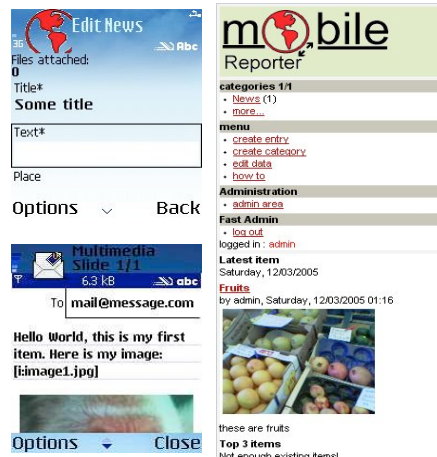 Edit News
3G
Abc
Files attached:
0
Title*
Some title
Text*
Place
Options
Back
Multimedia
Slide 1/1
6.3 kB
abc
To
mail@message.com
Hello World, this is my first
item. Here is my image:
[i:image1.jpg]
Options
Close
mobile
Reporter
categories 1/1
News (1)
more...
menu
create entry
create category
edit data
how to
Administration
admin area
Fast Admin
log out
logged in : admin
Latest item
Saturday, 12/03/2005
Fruits
by admin, Saturday, 12/03/2005 01:16
these are fruits
Top 3 items
Not enough existing items!